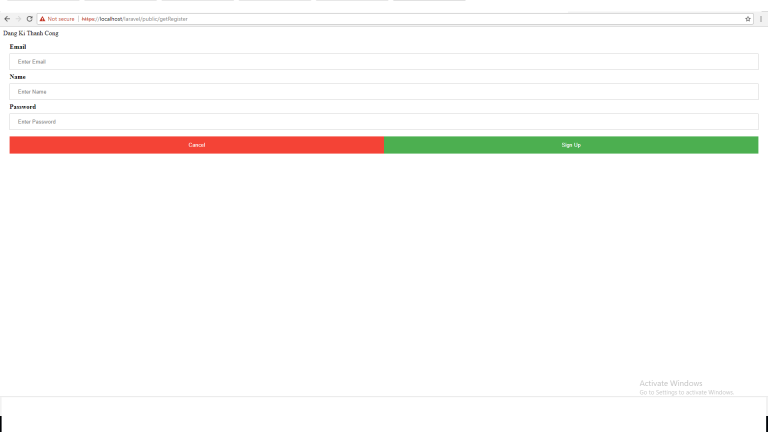 Not secure | https://localhost/laravel/public/getRegister
Dang Ki Thanh Cong
Email
Enter Email
Name
Enter Name
Password
Enter Password
Cancel
Sign Up
Activate Windows
Go to Settings to activate Windows.